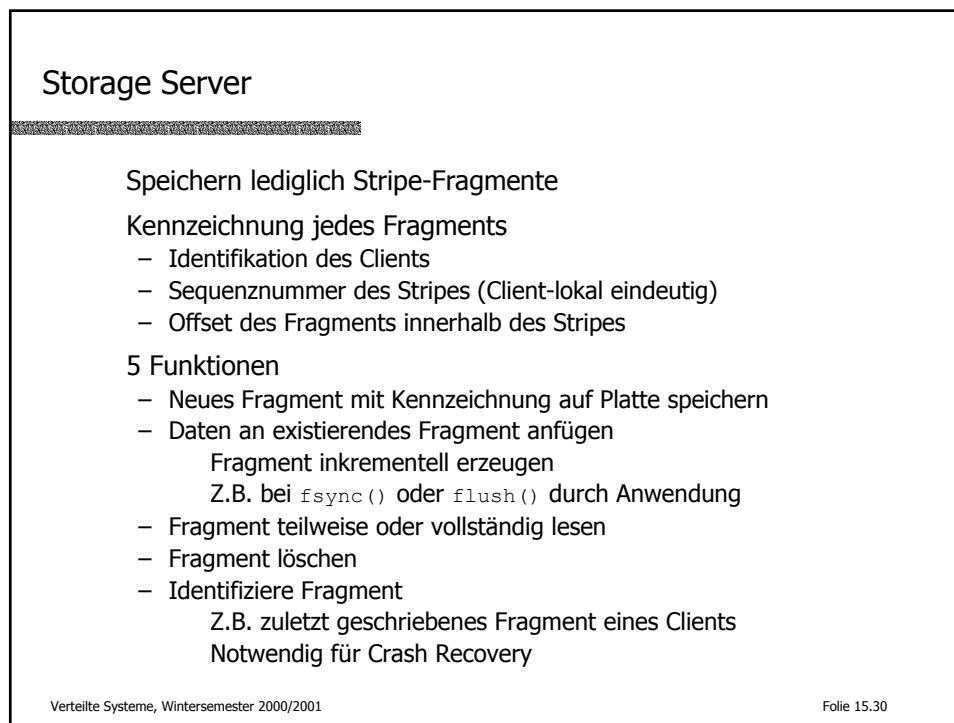 Storage Server
Speichern lediglich Stripe-Fragmente
Kennzeichnung jedes Fragments
– Identifikation des Clients
– Sequenznummer des Stripes (Client-lokal eindeutig)
– Offset des Fragments innerhalb des Stripes
5 Funktionen
– Neues Fragment mit Kennzeichnung auf Platte speichern
– Daten an existierendes Fragment anfügen
Fragment inkrementell erzeugen
Z.B. bei fsync() oder flush() durch Anwendung
– Fragment teilweise oder vollständig lesen
– Fragment löschen
– Identifiziere Fragment
Z.B. zuletzt geschriebenes Fragment eines Clients
Notwendig für Crash Recovery
Verteilte Systeme, Wintersemester 2000/2001
Folie 15.30